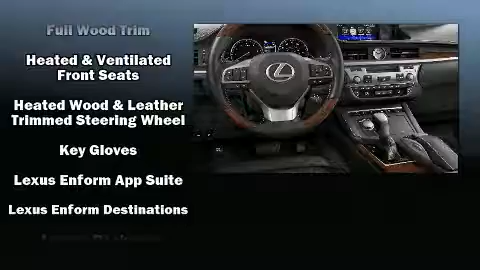 Full Wood Trim
Heated & Ventilated
Front Seats
Heated Wood & Leather
Trimmed Steering Wheel
Key Gloves
Lexus Enform App Suite
Lexus Enform Destinations